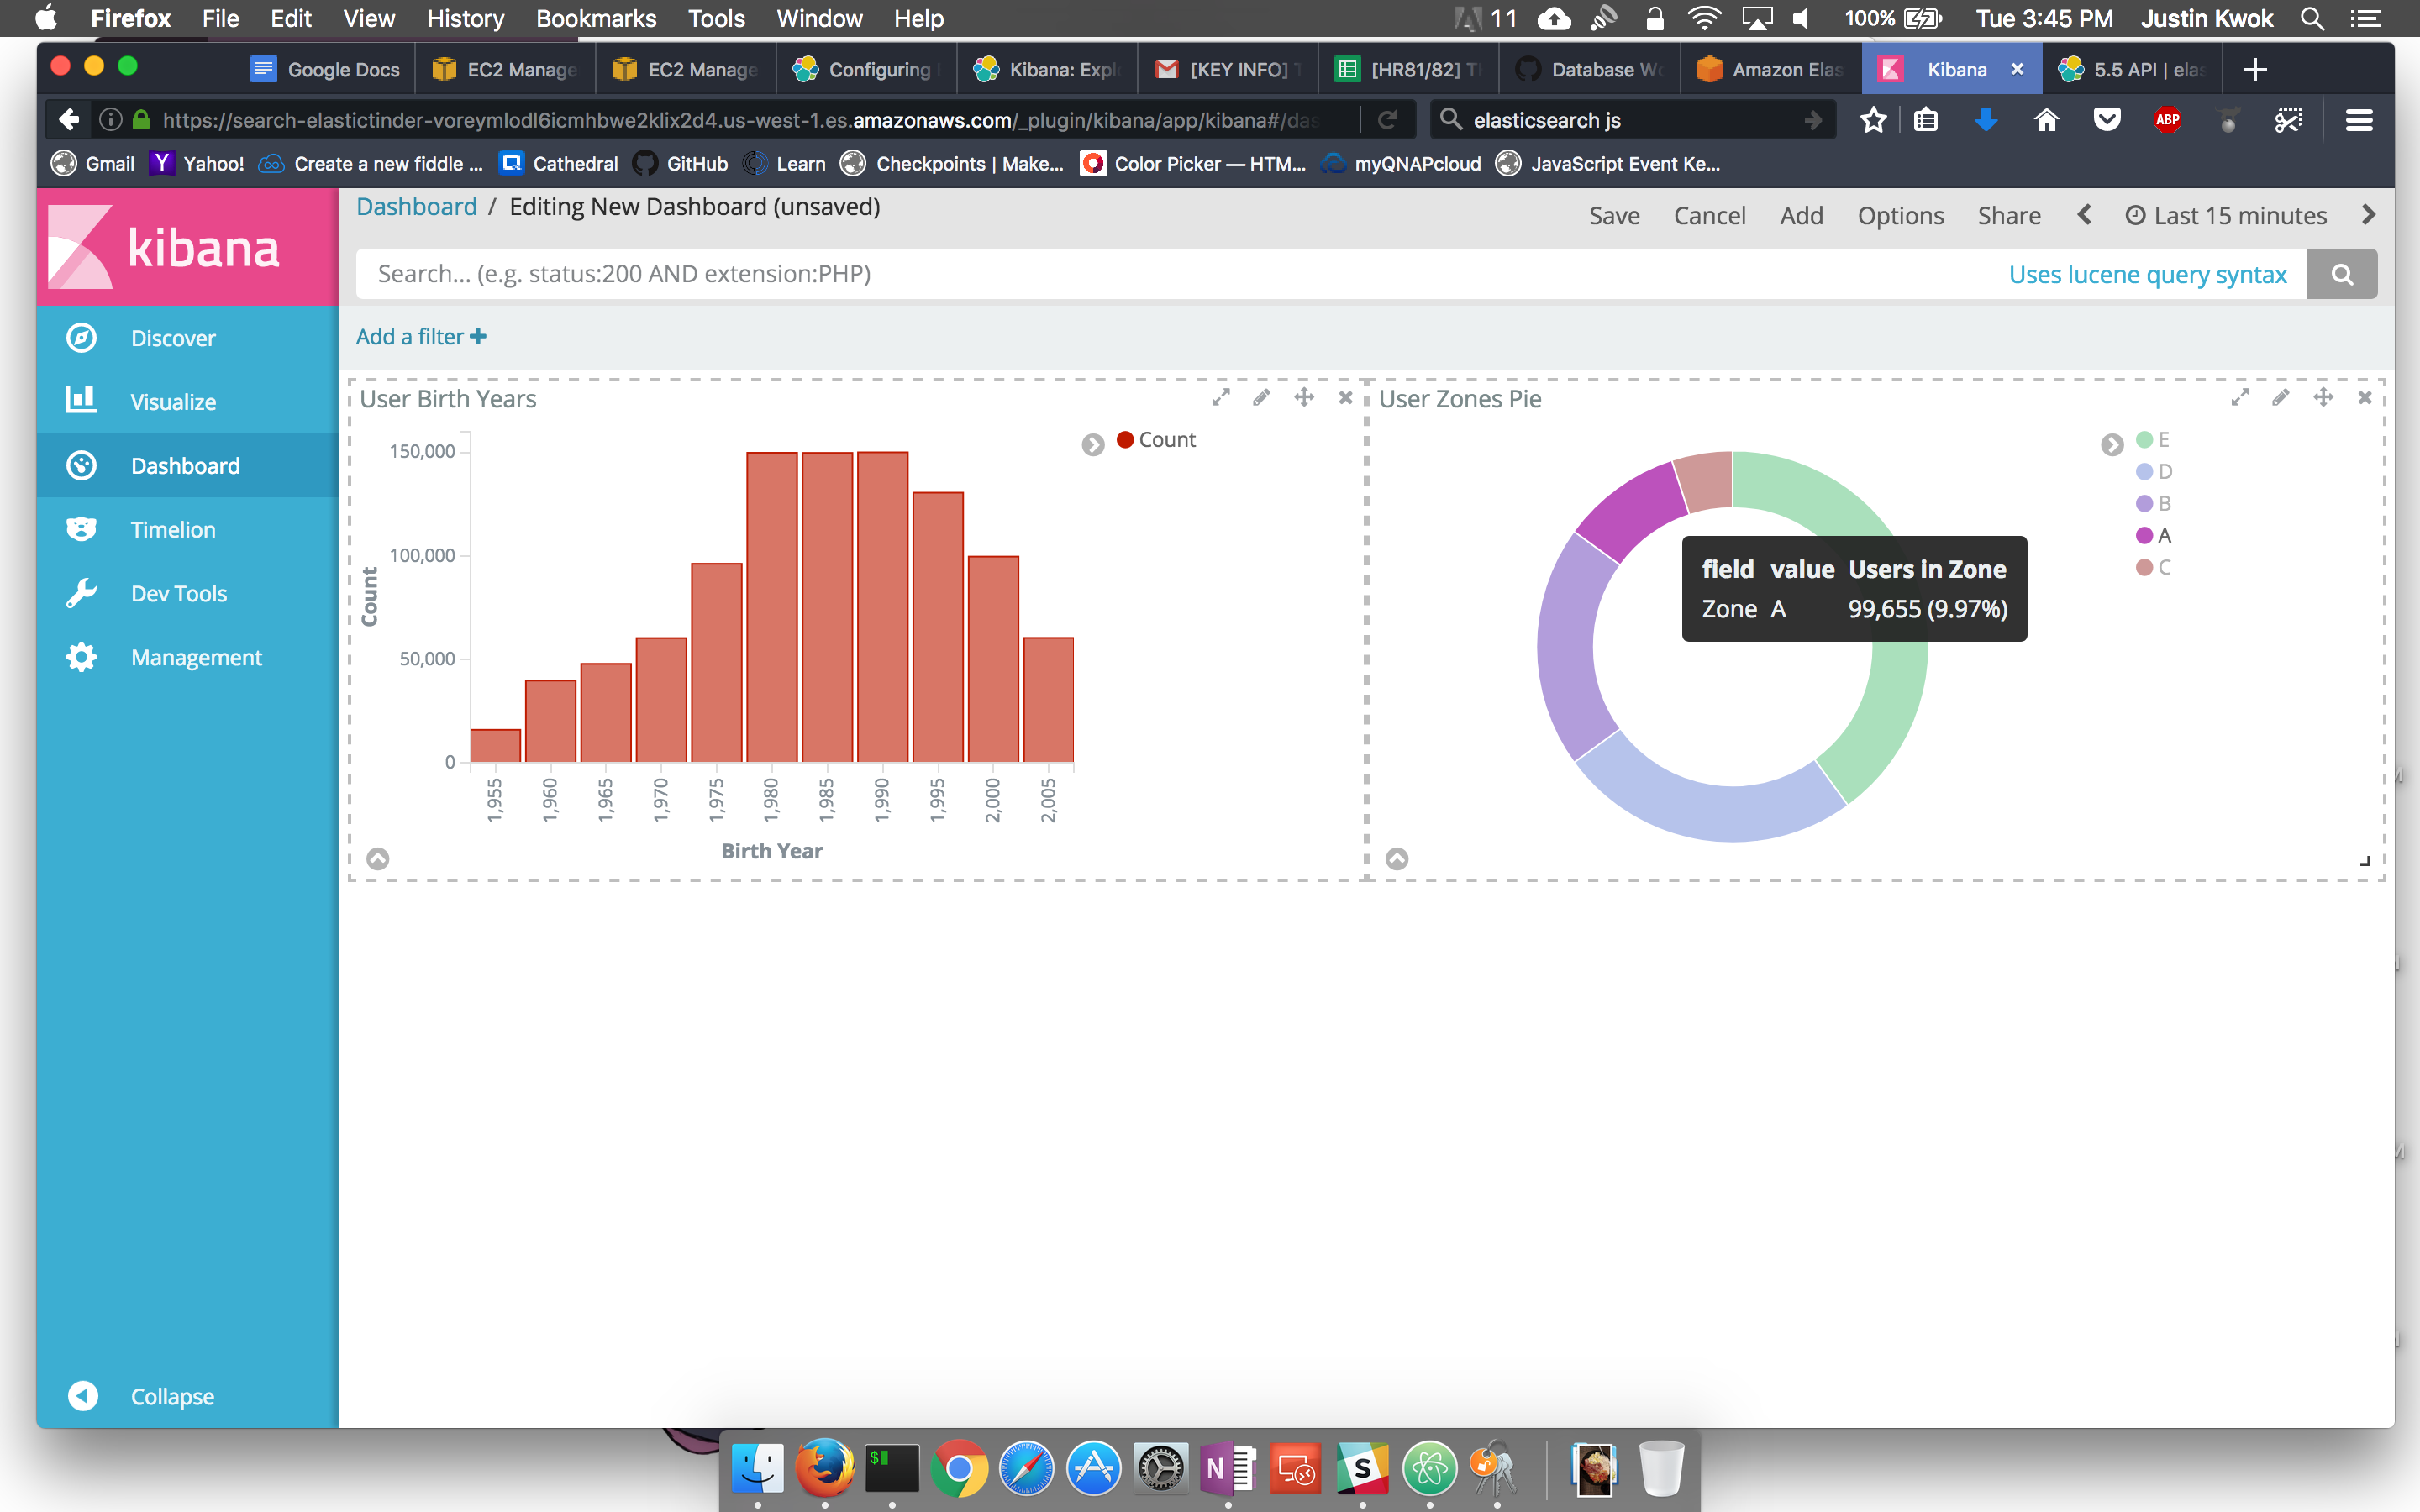 Firefox File Edit View History Bookmarks Tools Window Help 11 100% Tue 3:45 PM Justin Kwok
Google Docs EC2 Manage EC2 Manage Configuring Kibana: Expl [KEY INFO] T [HR81/82] T Database Wo Amazon Elas Kibana 5.5 API | ela
https://search-elastictinder-voreymlodl6icmhbwe2klix2d4.us-west-1.es.amazonaws.com/_plugin/kibana/app/kibana#/das elasticsearch js ABP
Gmail Yahoo! Create a new fiddle ... Cathedral GitHub Learn Checkpoints | Make... Color Picker — HTM... myQNAPcloud JavaScript Event Ke...
kibana
Discover
Visualize
Dashboard
Timelion
Dev Tools
Management
Collapse
Dashboard / Editing New Dashboard (unsaved)
Save Cancel Add Options Share Last 15 minutes
Search... (e.g. status:200 AND extension:PHP) Uses lucene query syntax
Add a filter +
User Birth Years
150,000
100,000
50,000
0
Count
1,955 1,960 1,965 1,970 1,975 1,980 1,985 1,990 1,995 2,000 2,005
Birth Year
Count
User Zones Pie
field value Users in Zone
Zone A 99,655 (9.97%)
E
D
B
A
C
$
N
S